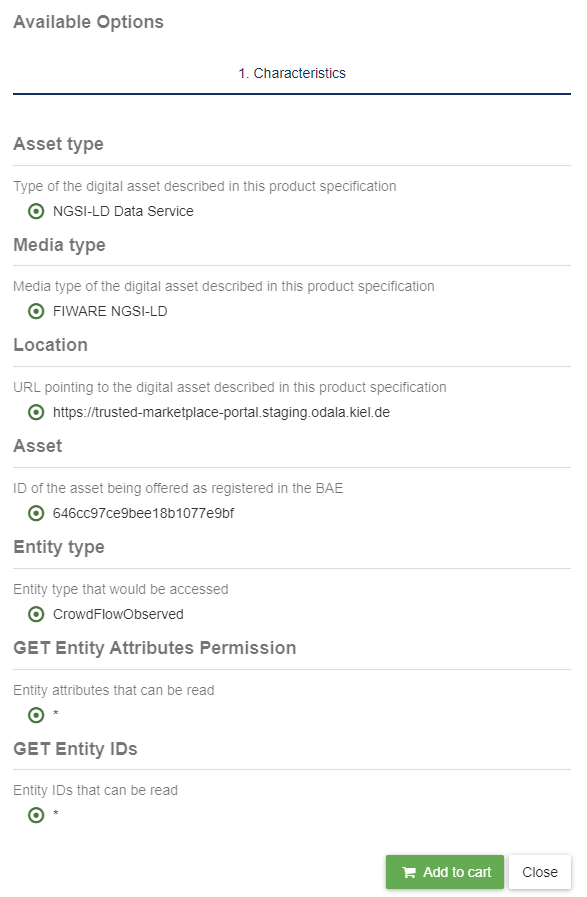 Available Options
1. Characteristics
Asset type
Type of the digital asset described in this product specification
NGSI-LD Data Service
Media type
Media type of the digital asset described in this product specification
FIWARE NGSI-LD
Location
URL pointing to the digital asset described in this product specification
https://trusted-marketplace-portal.staging.odala.kiel.de
Asset
ID of the asset being offered as registered in the BAE
646cc97ce9bee18b1077e9bf
Entity type
Entity type that would be accessed
CrowdFlowObserved
GET Entity Attributes Permission
Entity attributes that can be read
*
GET Entity IDs
Entity IDs that can be read
*
Add to cart Close